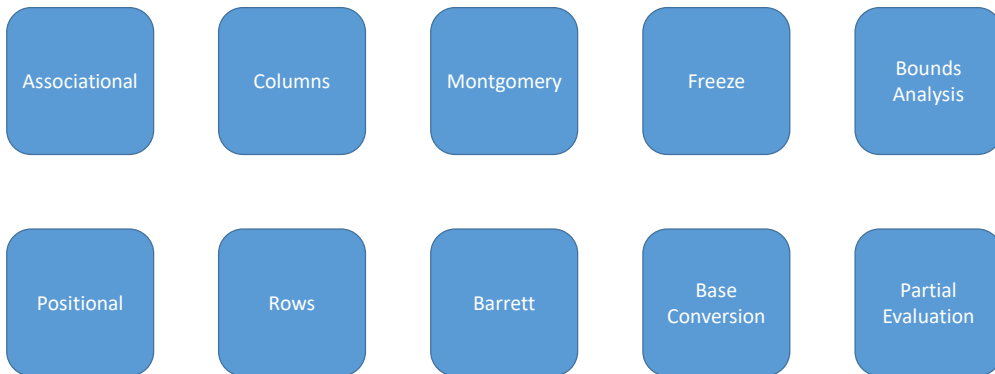 Associational
Columns
Montgomery
Freeze
Bounds
Analysis
Positional
Rows
Barrett
Base
Conversion
Partial
Evaluation